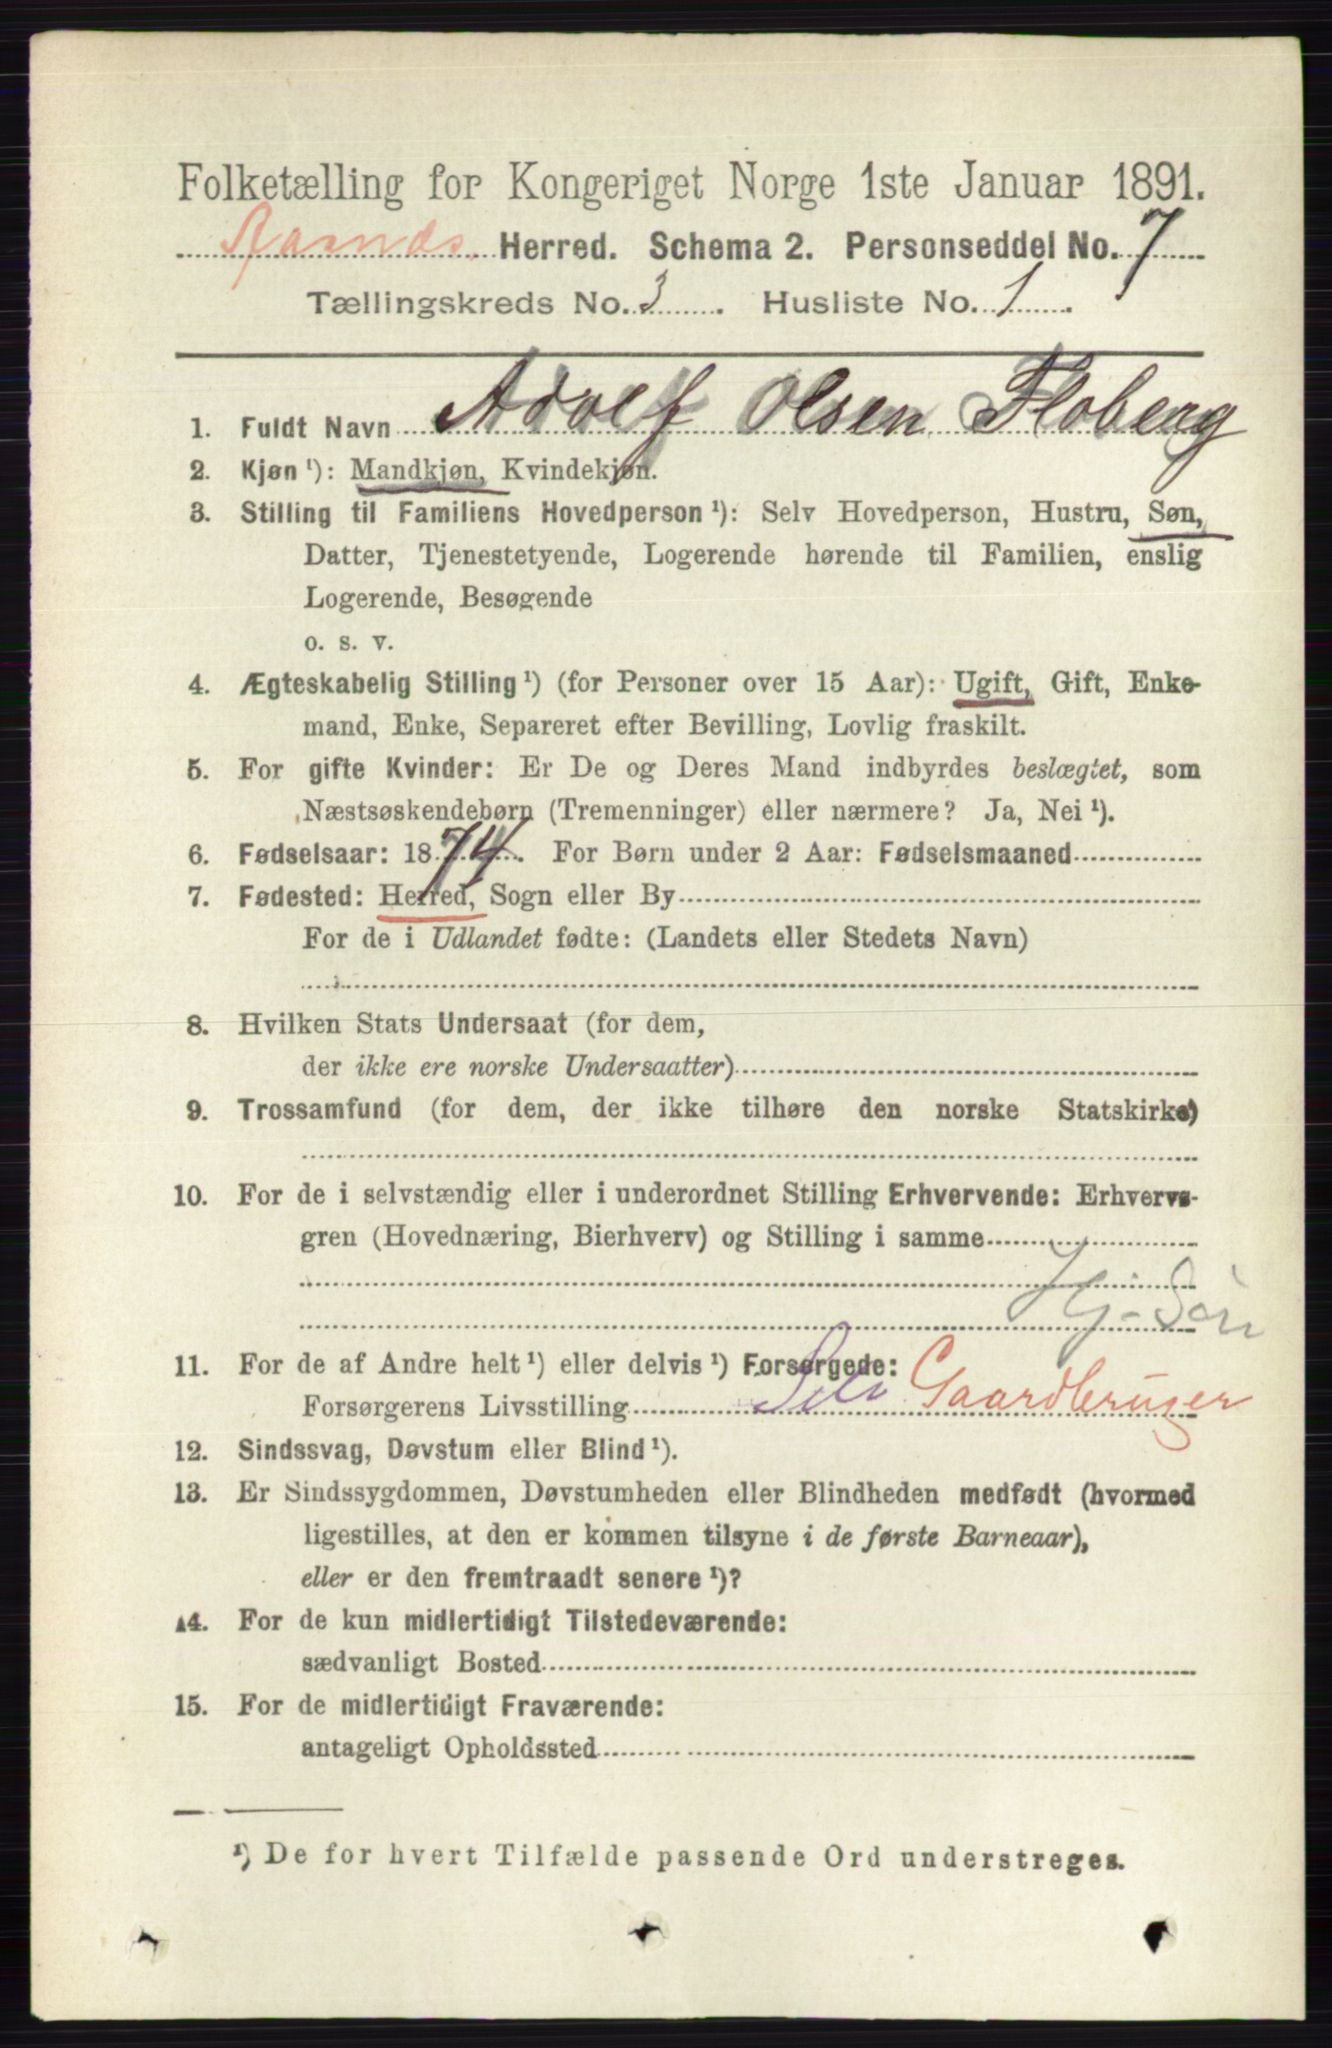 Folketælling for Kongeriget Norge 1ste Januar 1891.
Aasnæs Herred. Schema 2. Personseddel No. 7
Tællingskreds No. 3. Husliste No. 1.
1. Fuldt Navn Adolf Olsen Floberg
2. Kjøn ¹): Mandkjøn, Kvindekjøn.
3. Stilling til Familiens Hovedperson ¹): Selv Hovedperson, Hustru, Søn,
Datter, Tjenestetyende, Logerende hørende til Familien, enslig
Logerende, Besøgende
o. s. v.
4. Ægteskabelig Stilling ¹) (for Personer over 15 Aar): Ugift, Gift, Enke-
mand, Enke, Separeret efter Bevilling, Lovlig fraskilt.
5. For gifte Kvinder: Er De og Deres Mand indbyrdes beslægtet, som
Næstsøskendebørn (Tremenninger) eller nærmere? Ja, Nei ¹).
6. Fødselsaar: 1874. For Børn under 2 Aar: Fødselsmaaned
7. Fødested: Herred, Sogn eller By
For de i Udlandet fødte: (Landets eller Stedets Navn)
8. Hvilken Stats Undersaat (for dem,
der ikke ere norske Undersaatter)
9. Trossamfund (for dem, der ikke tilhøre den norske Statskirke)
10. For de i selvstændig eller i underordnet Stilling Erhvervende: Erhvervs-
gren (Hovednæring, Bierhverv) og Stilling i samme
G-Søn
11. For de af Andre helt ¹) eller delvis ¹) Forsørgede:
Forsørgerens Livsstilling Selv Gaardbruger
12. Sindssvag, Døvstum eller Blind ¹).
13. Er Sindssygdommen, Døvstumheden eller Blindheden medfødt (hvormed
ligestilles, at den er kommen tilsyne i de første Barneaar),
eller er den fremtraadt senere ¹)?
14. For de kun midlertidigt Tilstedeværende:
sædvanligt Bosted
15. For de midlertidigt Fraværende:
antageligt Opholdssted
¹) De for hvert Tilfælde passende Ord understreges.